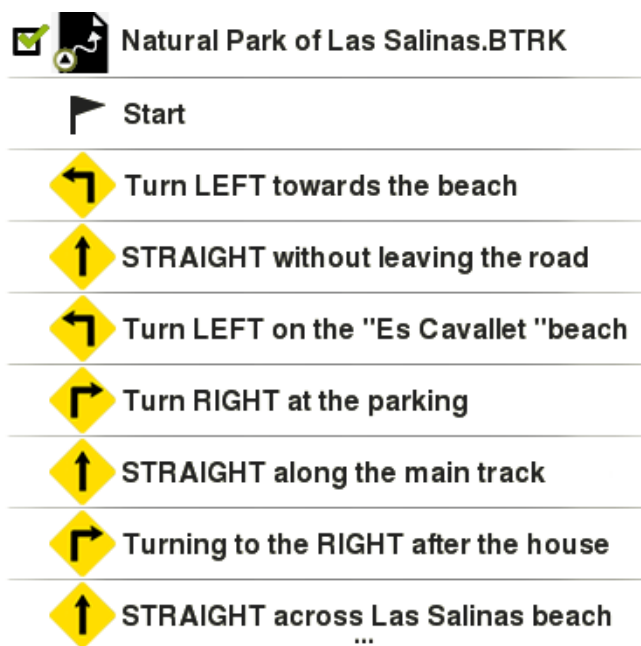 Natural Park of Las Salinas.BTRK
Start
Turn LEFT towards the beach
STRAIGHT without leaving the road
Turn LEFT on the "Es Cavallet "beach
Turn RIGHT at the parking
STRAIGHT along the main track
Turning to the RIGHT after the house
STRAIGHT across Las Salinas beach
...